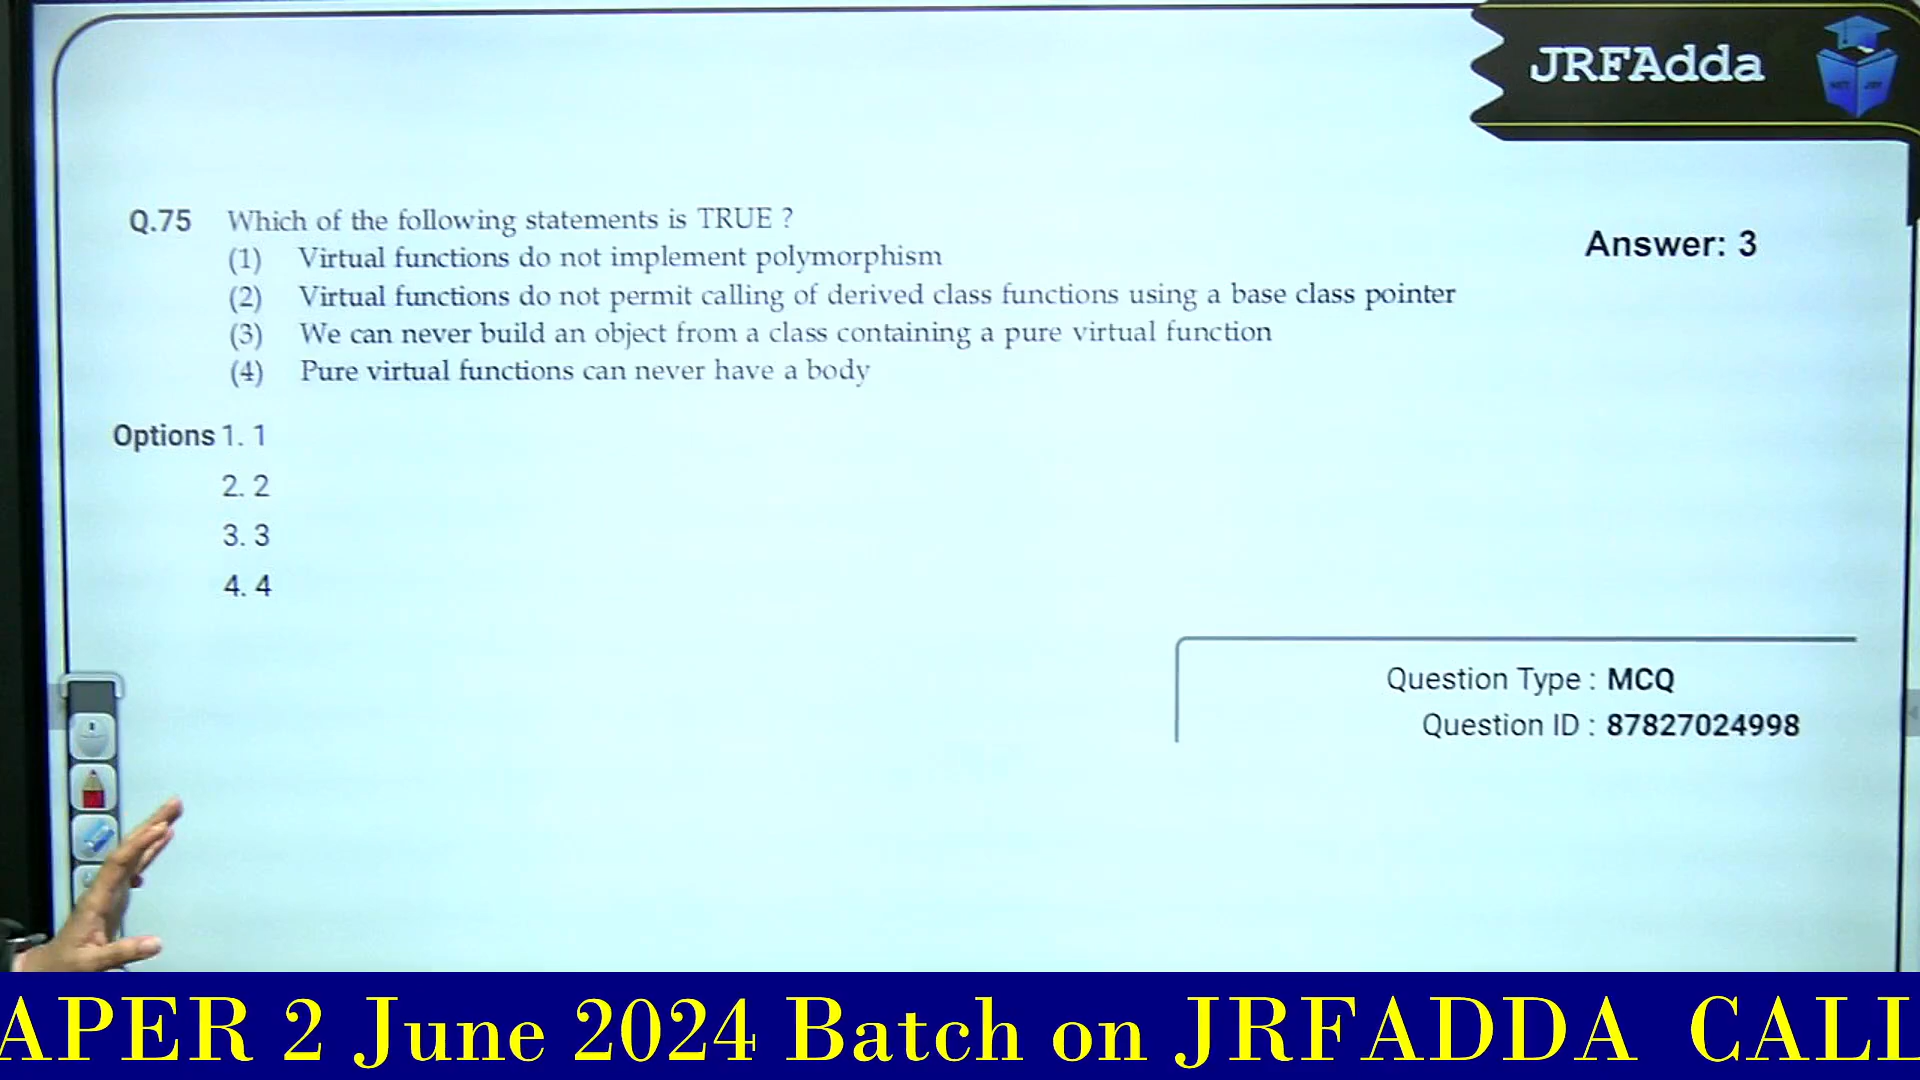 JRFAdda
Q.75 Which of the following statements is TRUE ?
Answer: 3
(1) Virtual functions do not implement polymorphism
(2) Virtual functions do not permit calling of derived class functions using a base class pointer
(3) We can never build an object from a class containing a pure virtual function
(4) Pure virtual functions can never have a body
Options 1. 1
2. 2
3. 3
4. 4
Question Type : MCQ
Question ID : 87827024998
APER 2 June 2024 Batch on JRFADDA CALL